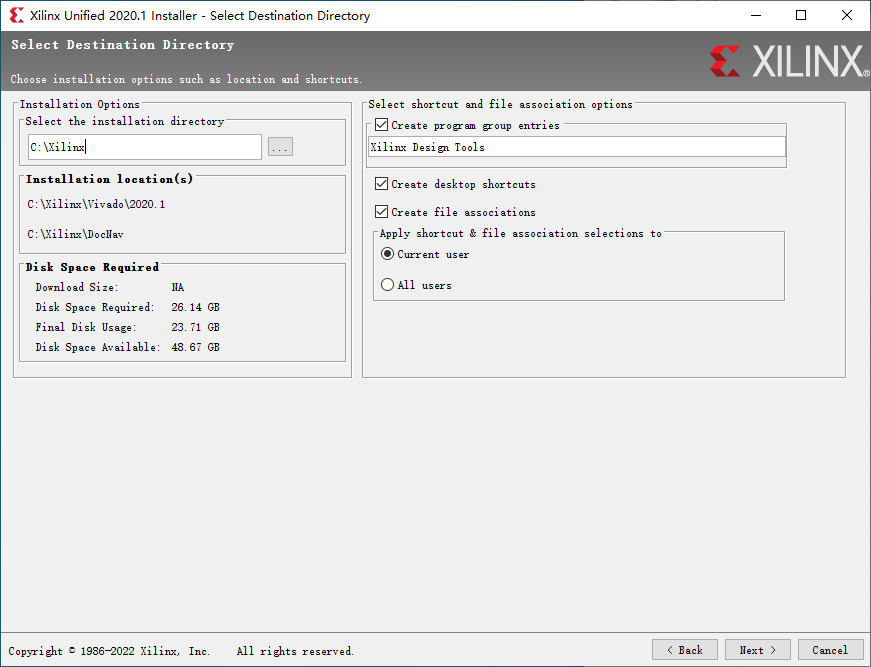 Xilinx Unified 2020.1 Installer - Select Destination Directory
Select Destination Directory
Choose installation options such as location and shortcuts.
XILINX®
Installation Options
Select the installation directory
C:\Xilinx
...
Installation location(s)
C:\Xilinx\Vivado\2020.1
C:\Xilinx\DocNav
Disk Space Required
Download Size: NA
Disk Space Required: 26.14 GB
Final Disk Usage: 23.71 GB
Disk Space Available: 48.67 GB
Select shortcut and file association options
Create program group entries
Xilinx Design Tools
Create desktop shortcuts
Create file associations
Apply shortcut & file association selections to
Current user
All users
Copyright © 1986-2022 Xilinx, Inc. All rights reserved.
< Back
Next >
Cancel